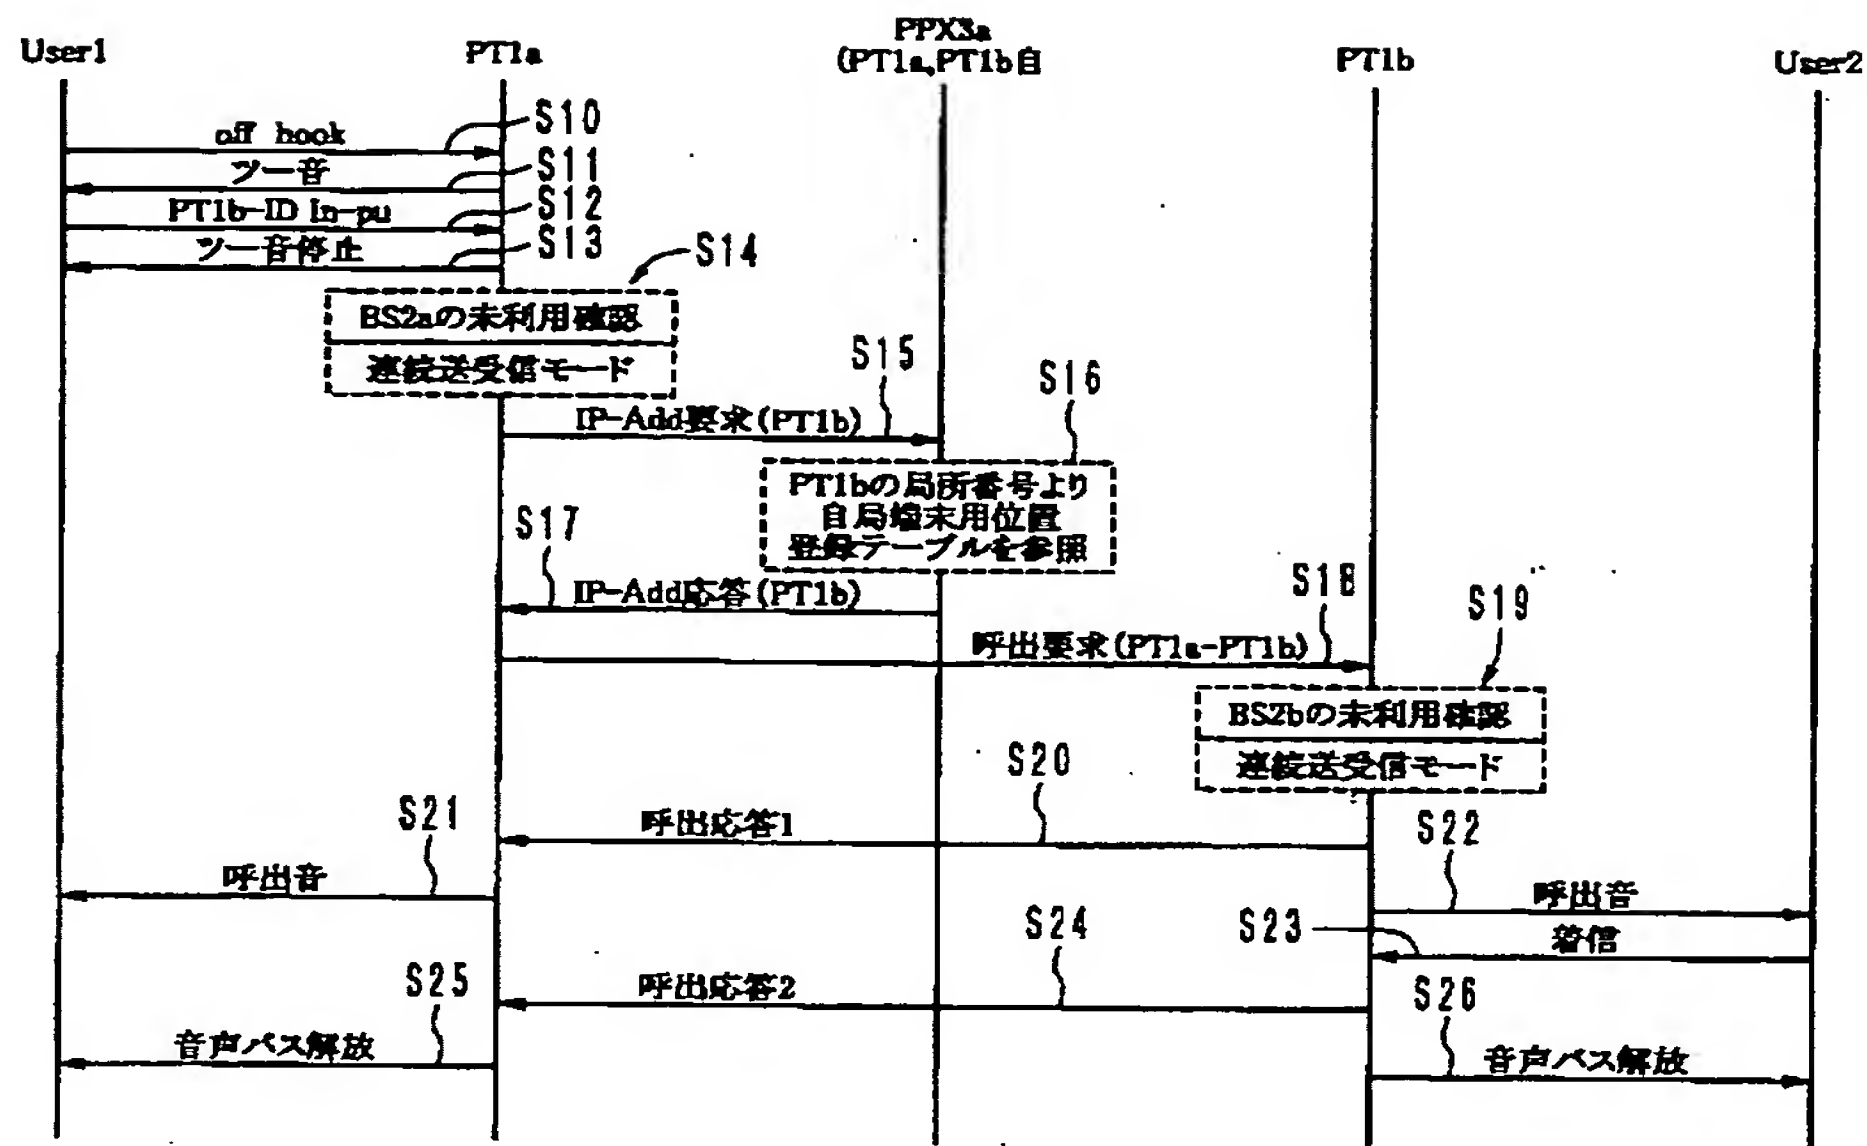 User1
PT1a
PPX3a
(PT1a,PT1b自
PT1b
User2
off hook
S10
ツー音
S11
PT1b-ID In-pu
S12
ツー音停止
S13
S14
BS2aの未利用確認
連続送受信モード
S15
IP-Add要求(PT1b)
S16
PT1bの局所番号より
自局端末用位置
登録テーブルを参照
S17
IP-Add応答(PT1b)
S18
呼出要求(PT1a-PT1b)
S19
BS2bの未利用確認
連続送受信モード
S20
呼出応答1
S21
呼出音
S22
呼出音
S23
着信
S24
呼出応答2
S25
音声パス解放
S26
音声パス解放